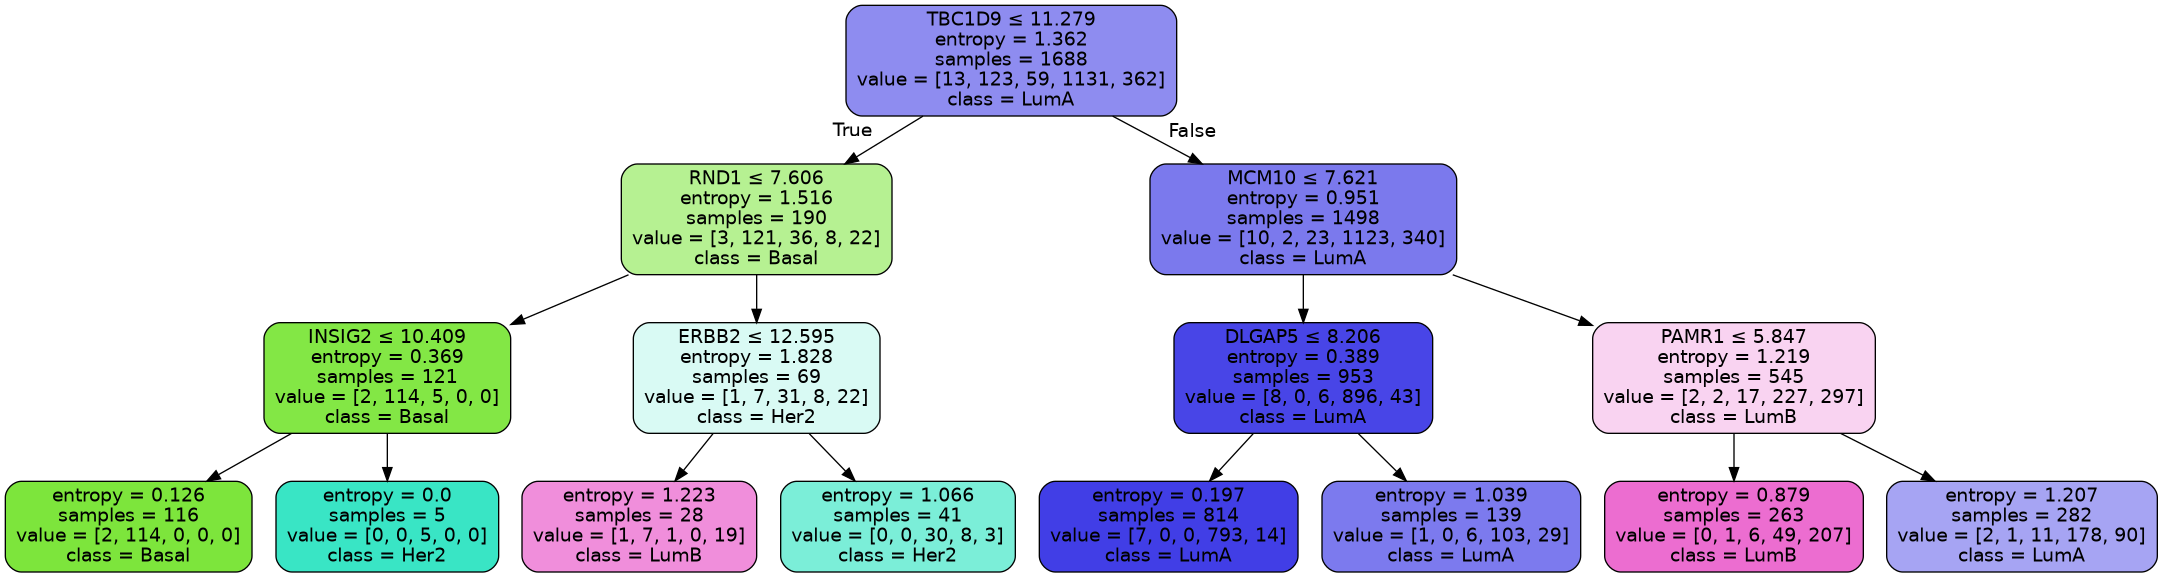 TBC1D9 ≤ 11.279
entropy = 1.362
samples = 1688
value = [13, 123, 59, 1131, 362]
class = LumA
True
False
RND1 ≤ 7.606
entropy = 1.516
samples = 190
value = [3, 121, 36, 8, 22]
class = Basal
MCM10 ≤ 7.621
entropy = 0.951
samples = 1498
value = [10, 2, 23, 1123, 340]
class = LumA
INSIG2 ≤ 10.409
entropy = 0.369
samples = 121
value = [2, 114, 5, 0, 0]
class = Basal
ERBB2 ≤ 12.595
entropy = 1.828
samples = 69
value = [1, 7, 31, 8, 22]
class = Her2
DLGAP5 ≤ 8.206
entropy = 0.389
samples = 953
value = [8, 0, 6, 896, 43]
class = LumA
PAMR1 ≤ 5.847
entropy = 1.219
samples = 545
value = [2, 2, 17, 227, 297]
class = LumB
entropy = 0.126
samples = 116
value = [2, 114, 0, 0, 0]
class = Basal
entropy = 0.0
samples = 5
value = [0, 0, 5, 0, 0]
class = Her2
entropy = 1.223
samples = 28
value = [1, 7, 1, 0, 19]
class = LumB
entropy = 1.066
samples = 41
value = [0, 0, 30, 8, 3]
class = Her2
entropy = 0.197
samples = 814
value = [7, 0, 0, 793, 14]
class = LumA
entropy = 1.039
samples = 139
value = [1, 0, 6, 103, 29]
class = LumA
entropy = 0.879
samples = 263
value = [0, 1, 6, 49, 207]
class = LumB
entropy = 1.207
samples = 282
value = [2, 1, 11, 178, 90]
class = LumA